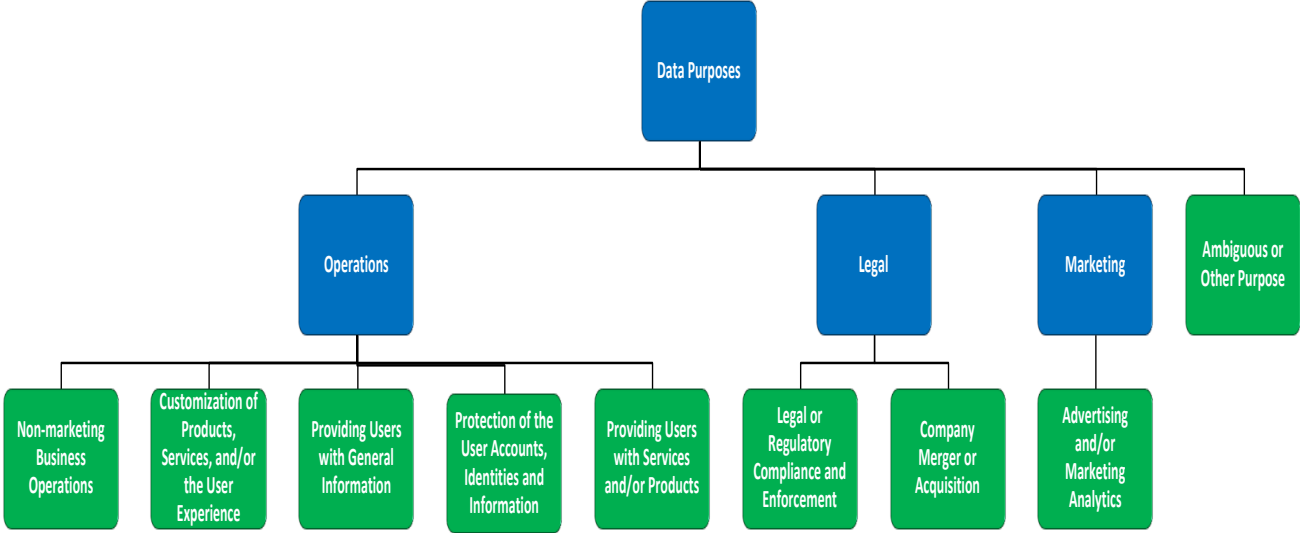 Data Purposes
Operations
Legal
Marketing
Ambiguous or
Other Purpose
Non-marketing
Business
Operations
Customization of
Products,
Services, and/or
the User
Experience
Providing Users
with General
Information
Protection of the
User Accounts,
Identities and
Information
Providing Users
with Services
and/or Products
Legal or
Regulatory
Compliance and
Enforcement
Company
Merger or
Acquisition
Advertising
and/or
Marketing
Analytics